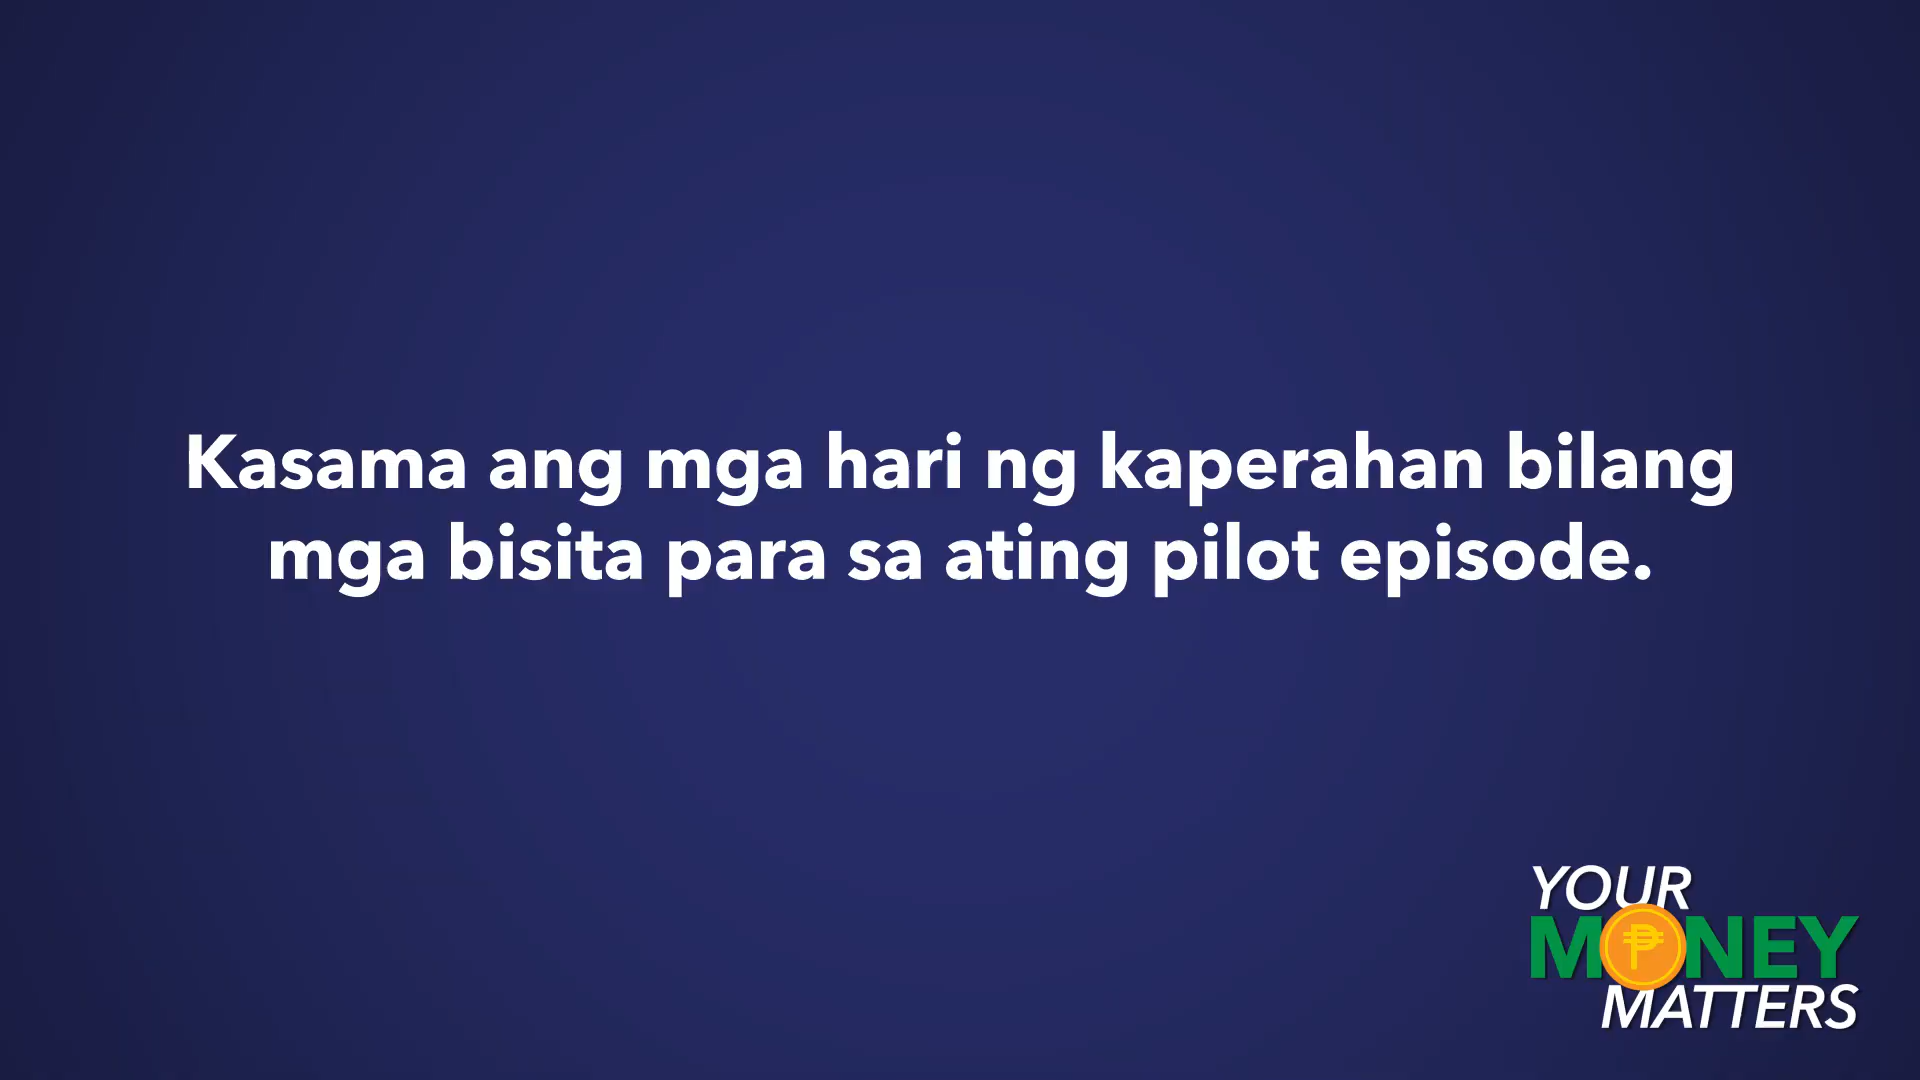 Kasama ang mga hari ng kaperahan bilang
mga bisita para sa ating pilot episode.
YOUR
MONEY
MATTERS